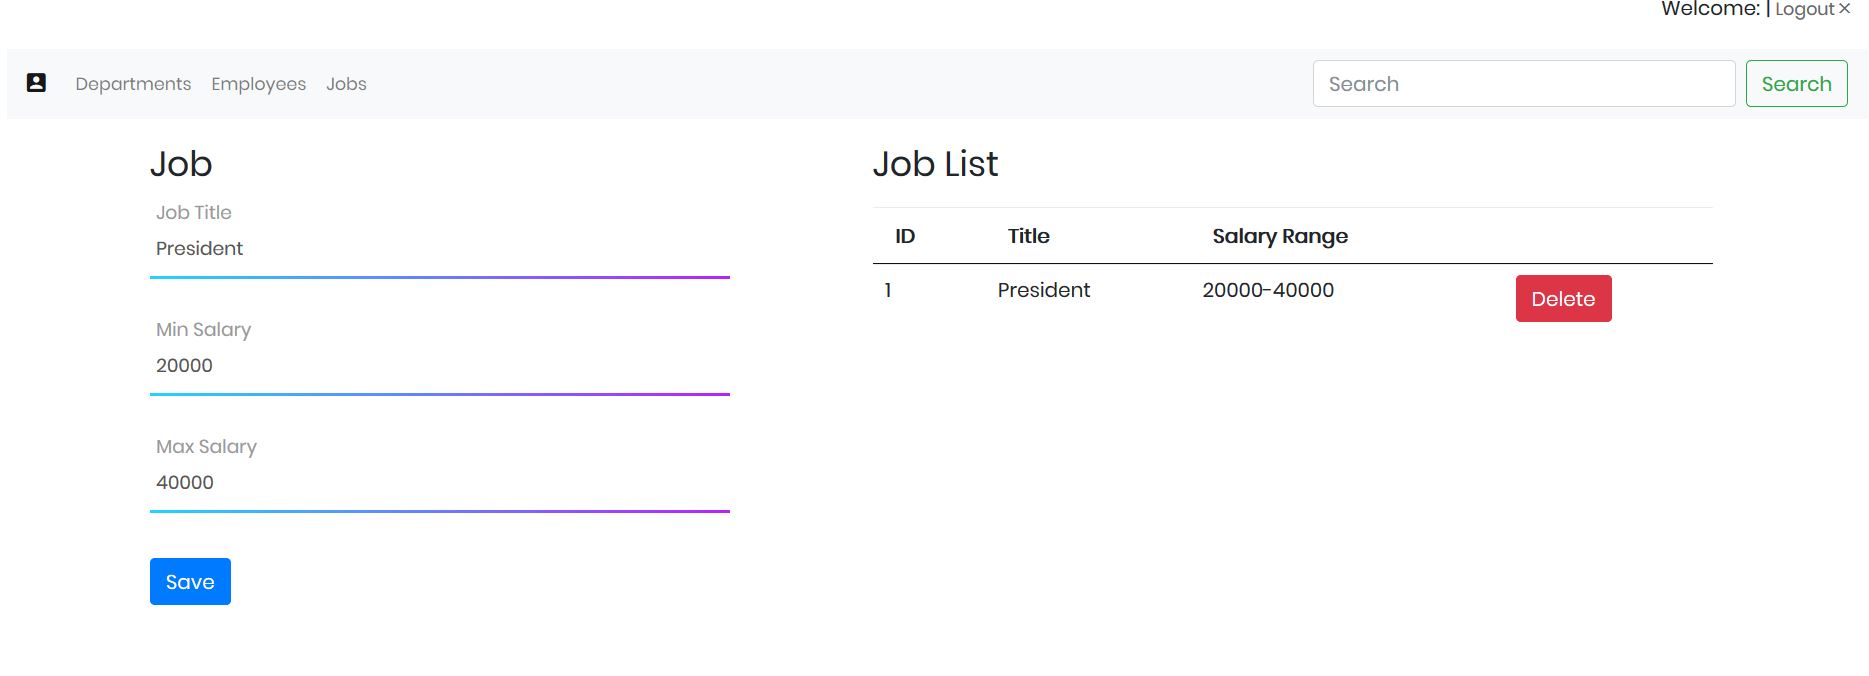 Welcome: | Logout ×
Departments Employees Jobs Search Search
Job
Job Title
President
Min Salary
20000
Max Salary
40000
Save
Job List
ID Title Salary Range
1 President 20000-40000 Delete